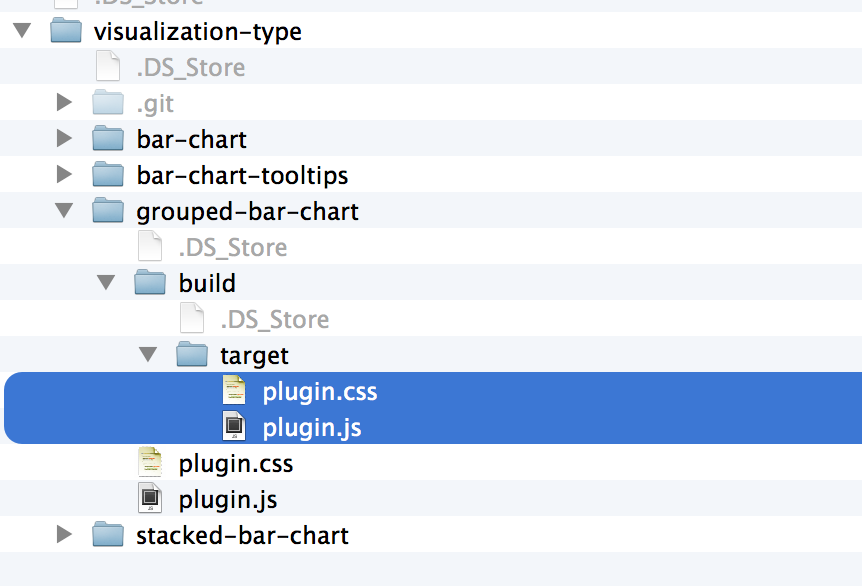 .DS_Store
visualization-type
.DS_Store
.git
bar-chart
bar-chart-tooltips
grouped-bar-chart
.DS_Store
build
.DS_Store
target
plugin.css
plugin.js
plugin.css
plugin.js
stacked-bar-chart